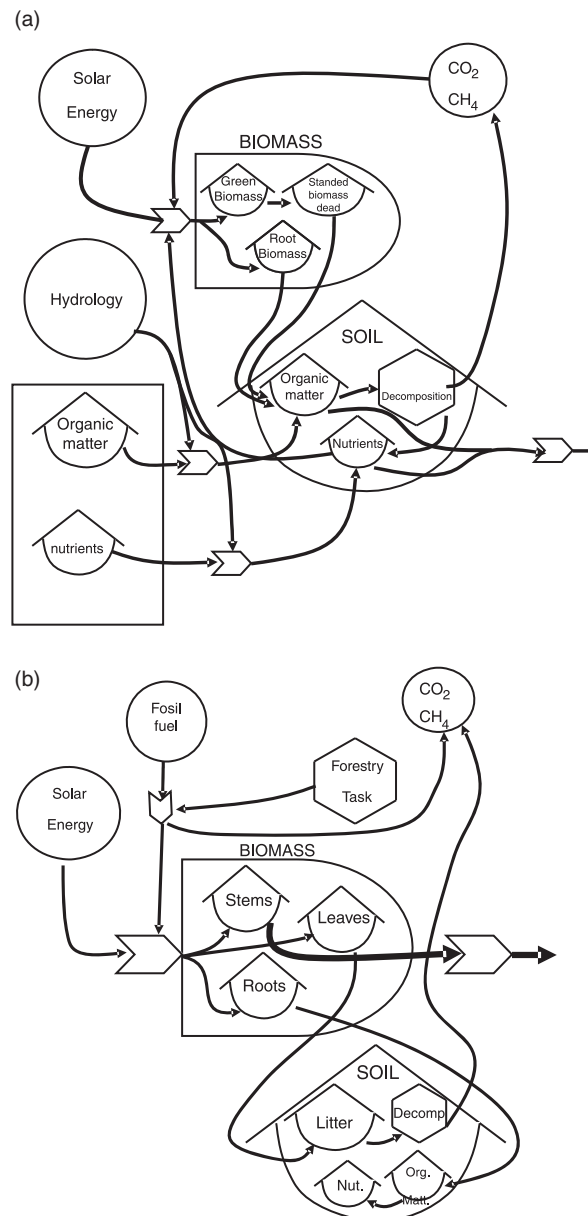 (a)
Solar
Energy
CO2
CH4
BIOMASS
Green
Biomass
Standed
biomass
dead
Root
Biomass
Hydrology
SOIL
Organic
matter
Decomposition
Organic
matter
Nutrients
nutrients
(b)
Fosil
fuel
CO2
CH4
Forestry
Task
Solar
Energy
BIOMASS
Stems
Leaves
Roots
SOIL
Litter
Decomp
Nut.
Org.
Matt.